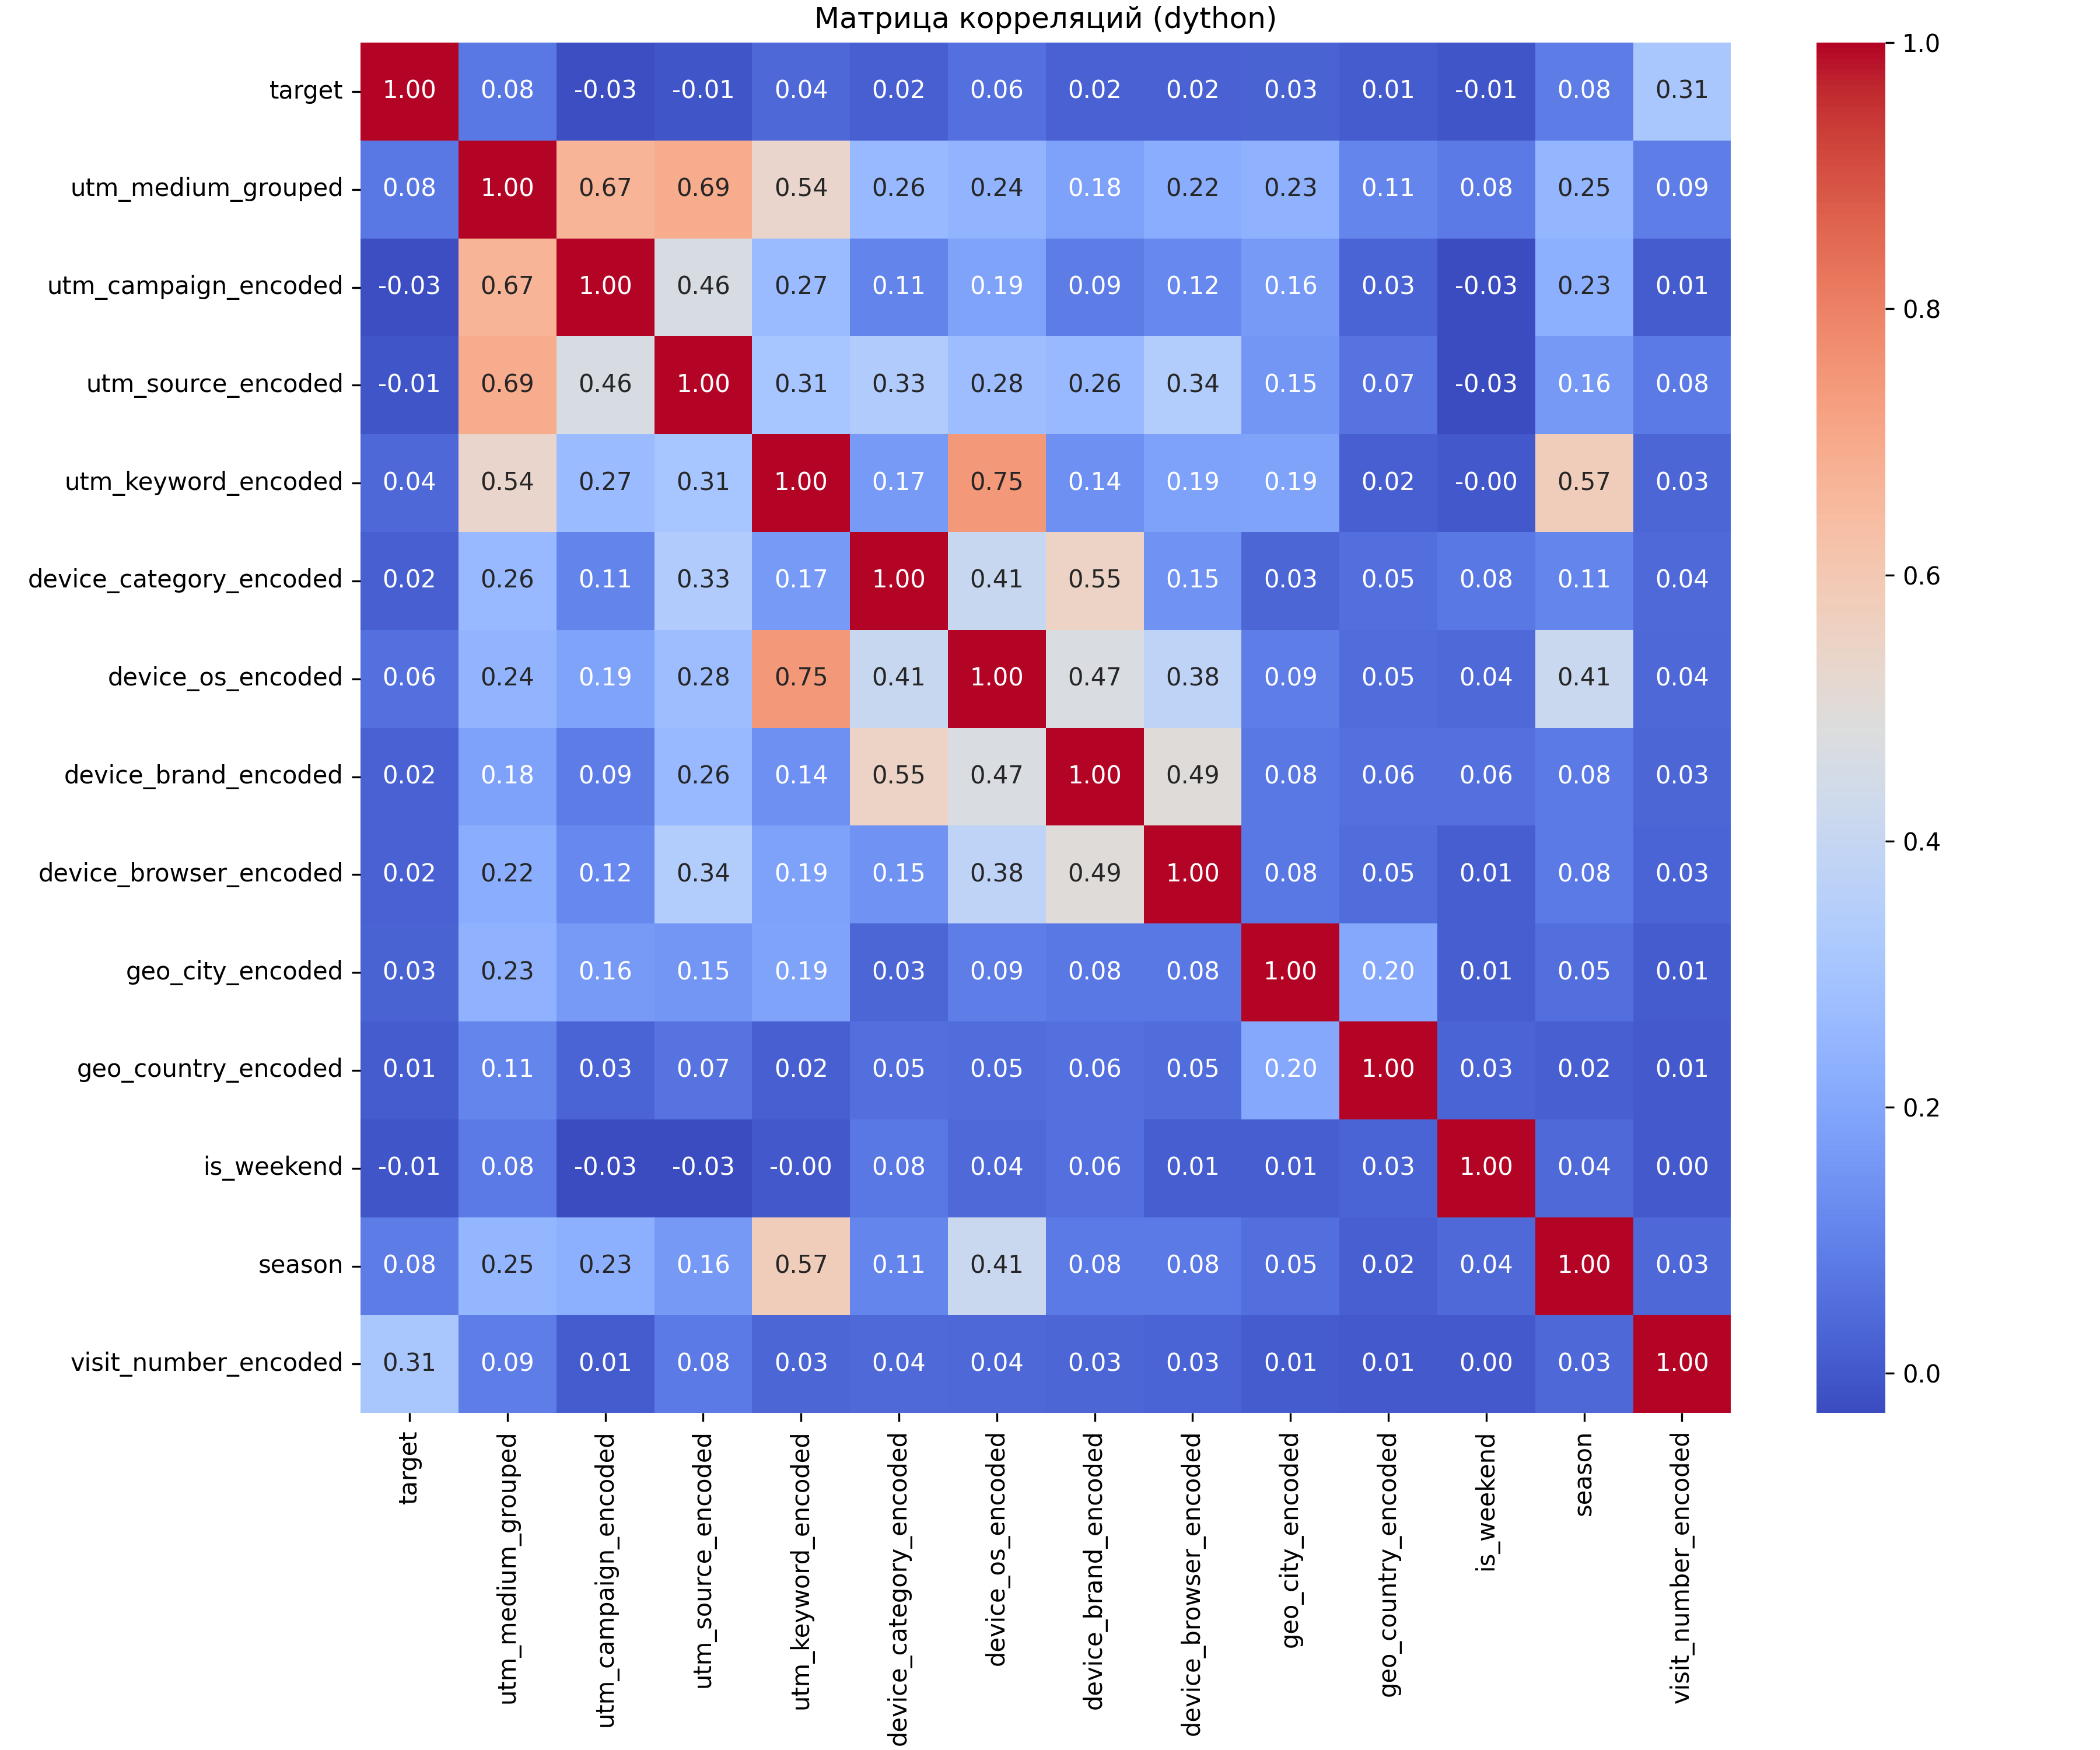 Матрица корреляций (dython)
target 1.00 0.08 -0.03 -0.01 0.04 0.02 0.06 0.02 0.02 0.03 0.01 -0.01 0.08 0.31
utm_medium_grouped 0.08 1.00 0.67 0.69 0.54 0.26 0.24 0.18 0.22 0.23 0.11 0.08 0.25 0.09
utm_campaign_encoded -0.03 0.67 1.00 0.46 0.27 0.11 0.19 0.09 0.12 0.16 0.03 -0.03 0.23 0.01
utm_source_encoded -0.01 0.69 0.46 1.00 0.31 0.33 0.28 0.26 0.34 0.15 0.07 -0.03 0.16 0.08
utm_keyword_encoded 0.04 0.54 0.27 0.31 1.00 0.17 0.75 0.14 0.19 0.19 0.02 -0.00 0.57 0.03
device_category_encoded 0.02 0.26 0.11 0.33 0.17 1.00 0.41 0.55 0.15 0.03 0.05 0.08 0.11 0.04
device_os_encoded 0.06 0.24 0.19 0.28 0.75 0.41 1.00 0.47 0.38 0.09 0.05 0.04 0.41 0.04
device_brand_encoded 0.02 0.18 0.09 0.26 0.14 0.55 0.47 1.00 0.49 0.08 0.06 0.06 0.08 0.03
device_browser_encoded 0.02 0.22 0.12 0.34 0.19 0.15 0.38 0.49 1.00 0.08 0.05 0.01 0.08 0.03
geo_city_encoded 0.03 0.23 0.16 0.15 0.19 0.03 0.09 0.08 0.08 1.00 0.20 0.01 0.05 0.01
geo_country_encoded 0.01 0.11 0.03 0.07 0.02 0.05 0.05 0.06 0.05 0.20 1.00 0.03 0.02 0.01
is_weekend -0.01 0.08 -0.03 -0.03 -0.00 0.08 0.04 0.06 0.01 0.01 0.03 1.00 0.04 0.00
season 0.08 0.25 0.23 0.16 0.57 0.11 0.41 0.08 0.08 0.05 0.02 0.04 1.00 0.03
visit_number_encoded 0.31 0.09 0.01 0.08 0.03 0.04 0.04 0.03 0.03 0.01 0.01 0.00 0.03 1.00
target
utm_medium_grouped
utm_campaign_encoded
utm_source_encoded
utm_keyword_encoded
device_category_encoded
device_os_encoded
device_brand_encoded
device_browser_encoded
geo_city_encoded
geo_country_encoded
is_weekend
season
visit_number_encoded
1.0
0.8
0.6
0.4
0.2
0.0